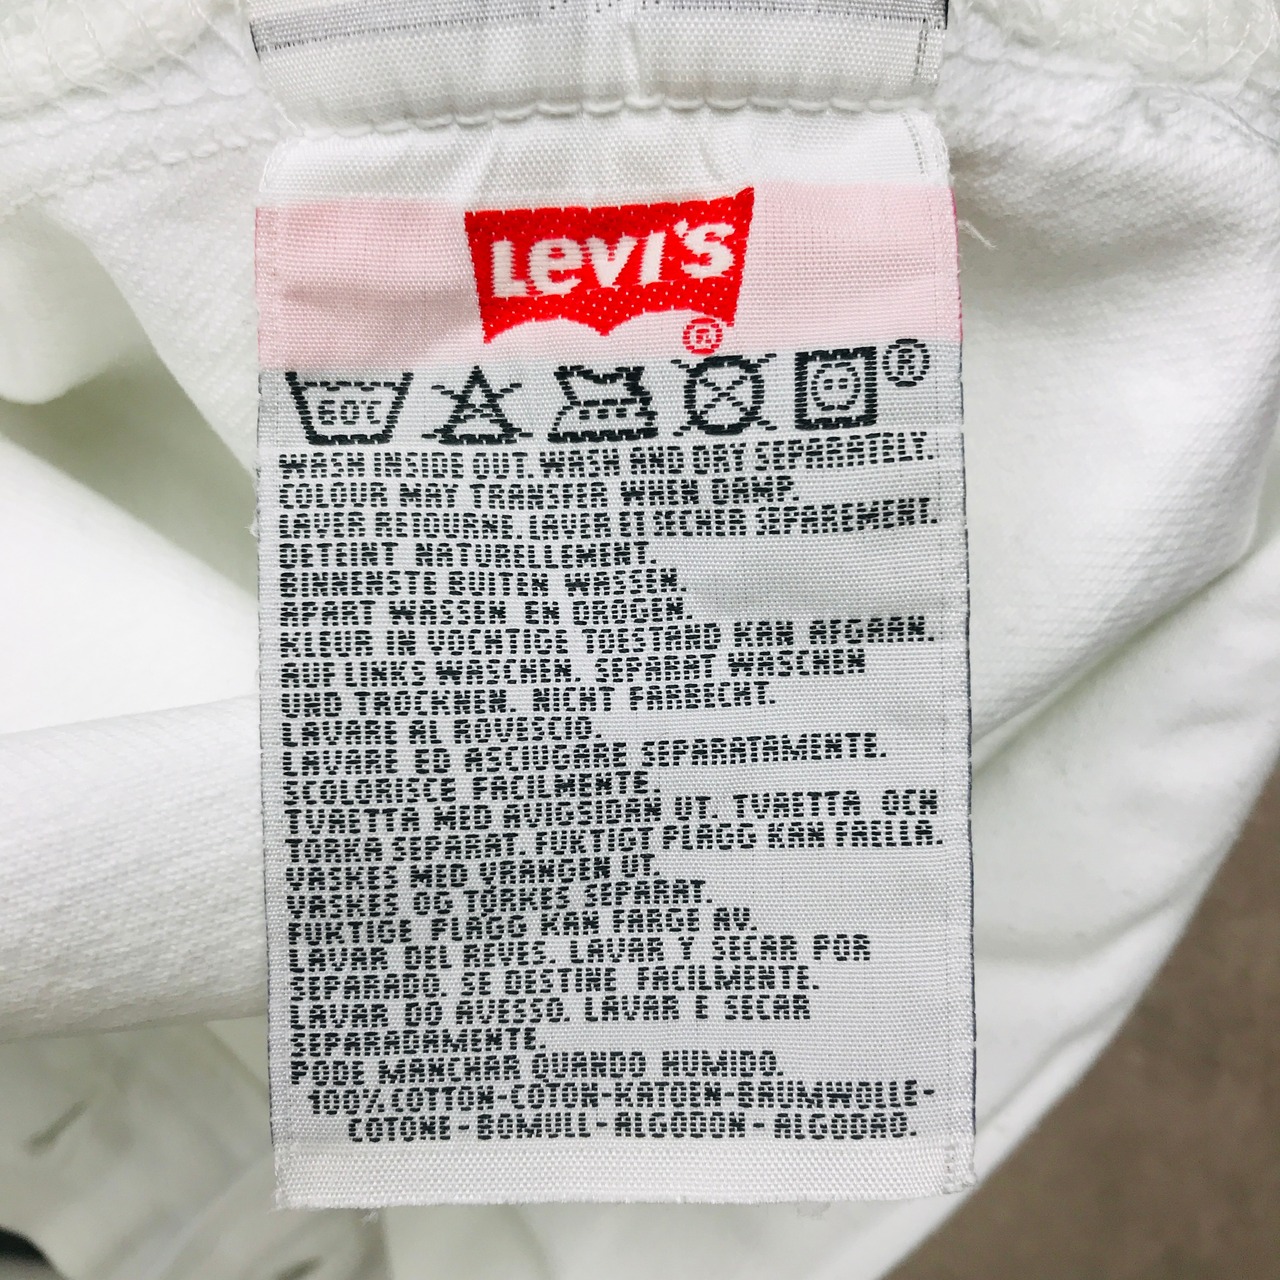 Levi's
®
60°C
®
WASH INSIDE OUT. WASH AND DRY SEPARATELY.
COLOUR MAY TRANSFER WHEN DAMP.
LAVER RETOURNE. LAVER ET SECHER SEPAREMENT.
DETEINT NATURELLEMENT.
BINNENSTE BUITEN WASSEN.
APART WASSEN EN DROGEN.
KLEUR IN VOCHTIGE TOESTAND KAN AFGAAN.
AUF LINKS WASCHEN. SEPARAT WASCHEN
UND TROCKNEN. NICHT FARBECHT.
LAVARE AL ROVESCIO.
LAVARE ED ASCIUGARE SEPARATAMENTE.
SCOLORISCE FACILMENTE
TVAETTA MED AVIGSIDAN UT. TVAETTA OCH
TORKA SEPARAT. FUKTIGT PLAGG KAN FAELLA.
VASKES MED VRANGEN UT.
VASKES OG TORKES SEPARAT.
FUKTIGE PLAGG KAN FARGE AV.
LAVAR DEL REVES. LAVAR Y SECAR POR
SEPARADO. SE DESTINE FACILMENTE.
LAVAR DO AVESSO. LAVAR E SECAR
SEPARADAMENTE.
PODE MANCHAR QUANDO HUMIDO.
100% COTTON-COTON-KATOEN-BAUMWOLLE-
COTONE-BOMULL-ALGODON-ALGODAO.